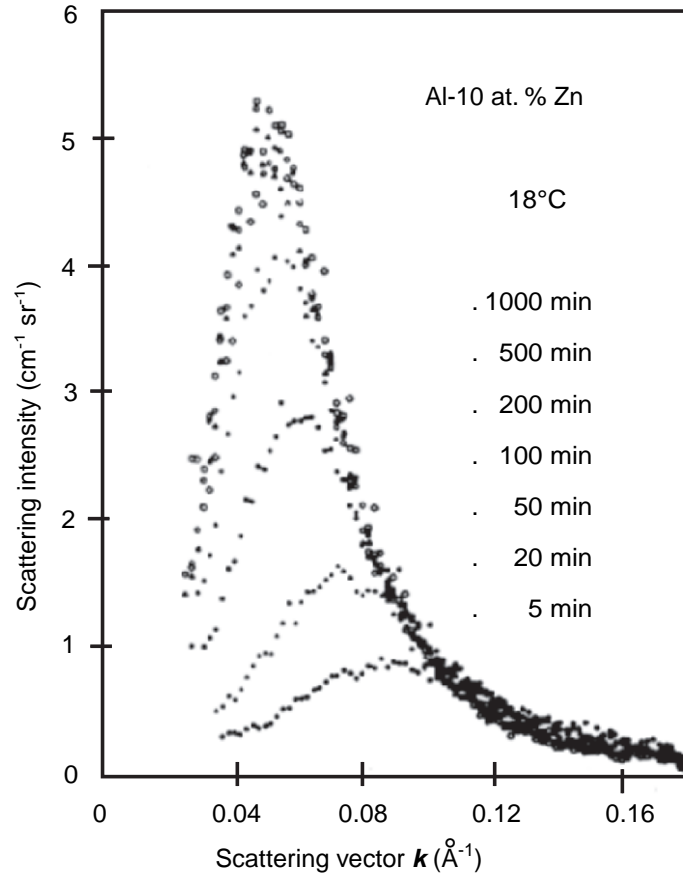 6
5
4
3
2
1
0
Scattering intensity (cm-1 sr-1)
Al-10 at. % Zn
18°C
. 1000 min
. 500 min
. 200 min
. 100 min
. 50 min
. 20 min
. 5 min
0 0.04 0.08 0.12 0.16
Scattering vector k (Å-1)